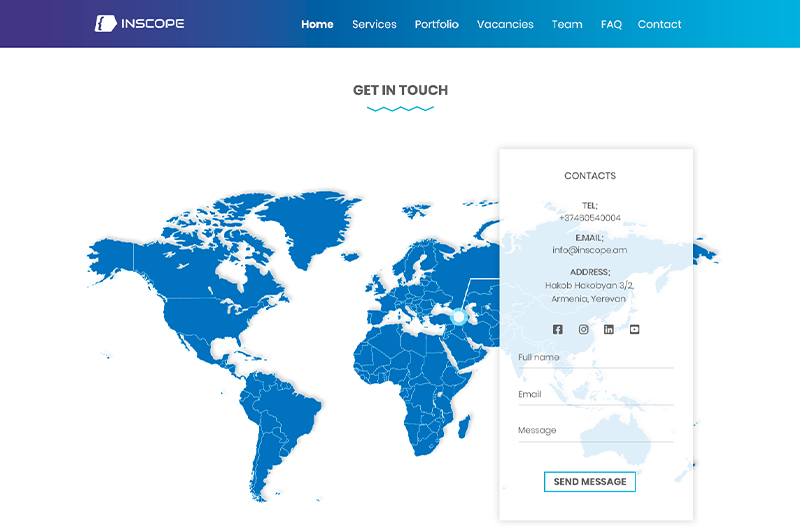 INSCOPE
Home Services Portfolio Vacancies Team FAQ Contact
GET IN TOUCH
CONTACTS
TEL;
+37460540004
E.MAIL;
info@inscope.am
ADDRESS;
Hakob Hakobyan 3/2,
Armenia, Yerevan
Full name
Email
Message
SEND MESSAGE